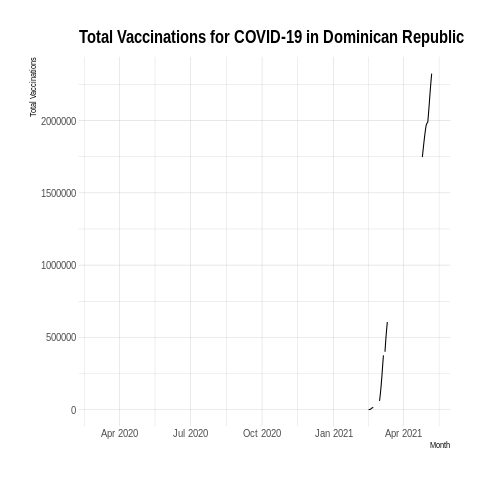 Total Vaccinations for COVID-19 in Dominican Republic
Total Vaccinations
2000000
1500000
1000000
500000
0
Apr 2020 Jul 2020 Oct 2020 Jan 2021 Apr 2021
Month